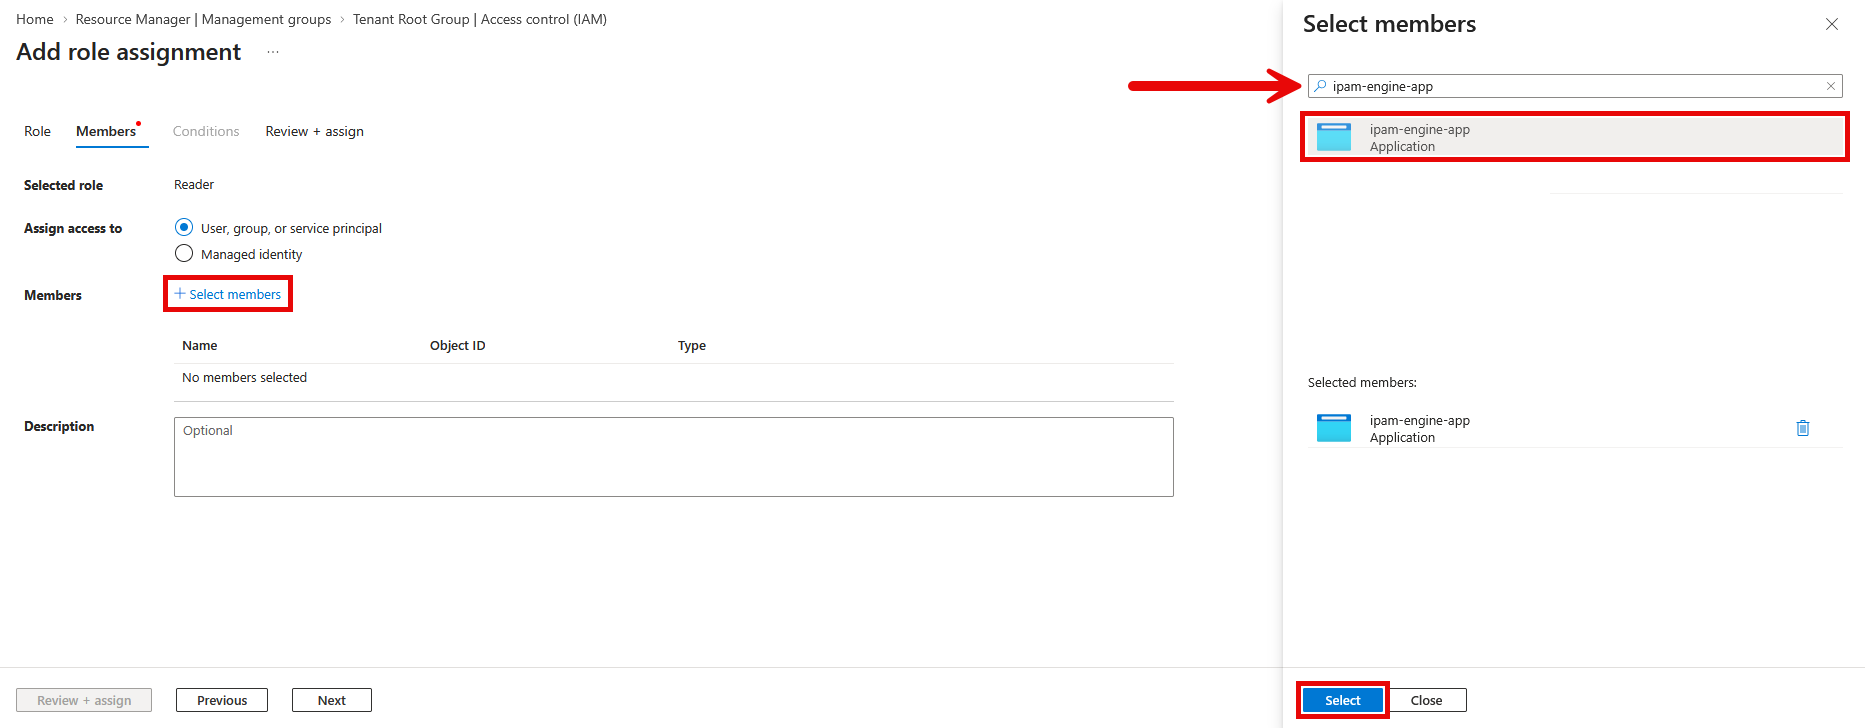 Home > Resource Manager | Management groups > Tenant Root Group | Access control (IAM)
Add role assignment ...
Role Members Conditions Review + assign
Selected role Reader
Assign access to User, group, or service principal
Managed identity
Members + Select members
Name Object ID Type
No members selected
Description Optional
Review + assign Previous Next
Select members
ipam-engine-app
ipam-engine-app
Application
Selected members:
ipam-engine-app
Application
Select Close